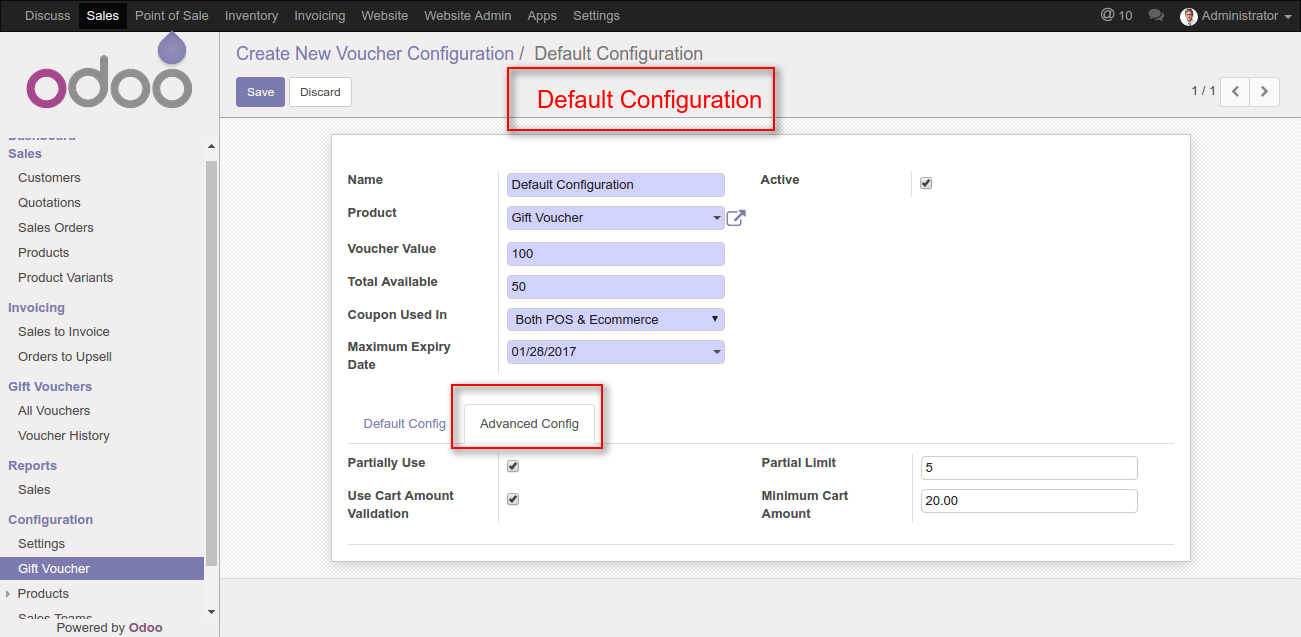 Discuss Sales Point of Sale Inventory Invoicing Website Website Admin Apps Settings @ 10 Administrator
odoo
Dashboard
Sales
Customers
Quotations
Sales Orders
Products
Product Variants
Invoicing
Sales to Invoice
Orders to Upsell
Gift Vouchers
All Vouchers
Voucher History
Reports
Sales
Configuration
Settings
Gift Voucher
Products
Sales Teams
Powered by Odoo
Create New Voucher Configuration / Default Configuration
Save Discard
Default Configuration
1 / 1
Name Default Configuration
Active
Product Gift Voucher
Voucher Value 100
Total Available 50
Coupon Used In Both POS & Ecommerce
Maximum Expiry
Date
01/28/2017
Default Config Advanced Config
Partially Use
Partial Limit 5
Use Cart Amount
Validation
Minimum Cart
Amount
20.00